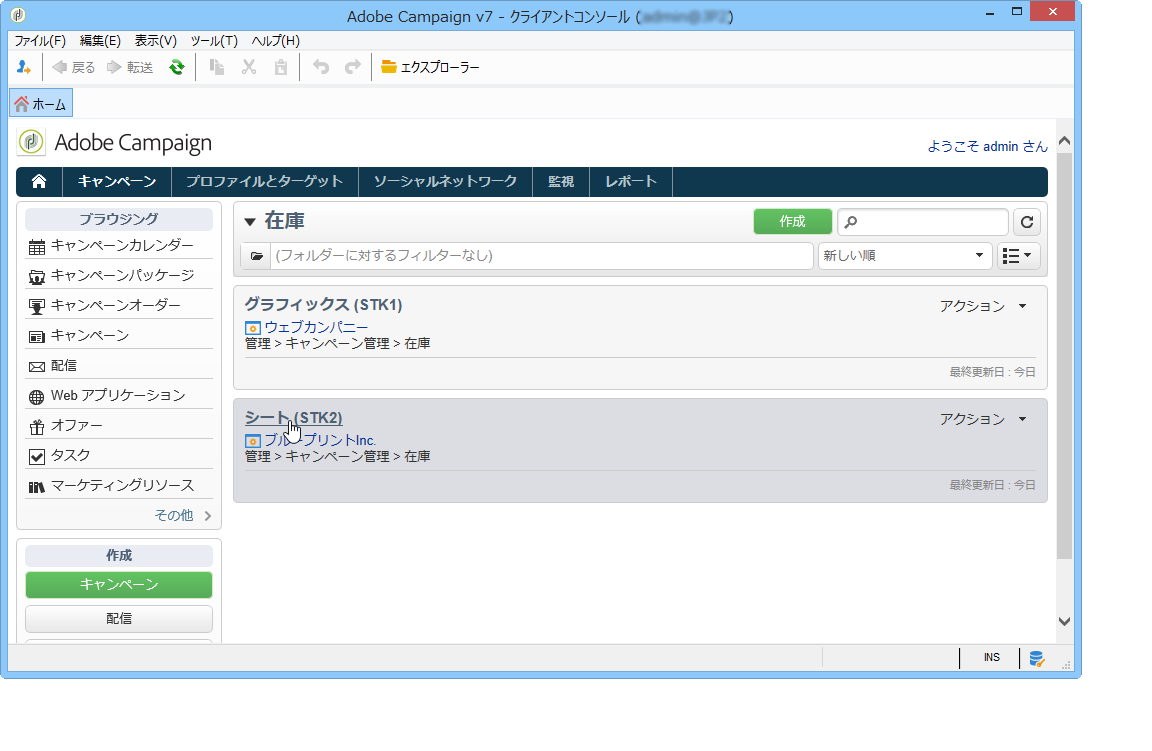 Adobe Campaign v7 - クライアントコンソール (
ファイル(F) 編集(E) 表示(V) ツール(T) ヘルプ(H)
戻る 転送 エクスプローラー
ホーム
Adobe Campaign
ようこそ admin さん
キャンペーン プロファイルとターゲット ソーシャルネットワーク 監視 レポート
ブラウジング
キャンペーンカレンダー
キャンペーンパッケージ
キャンペーンオーダー
キャンペーン
配信
Web アプリケーション
オファー
タスク
マーケティングリソース
その他
作成
キャンペーン
配信
在庫 作成
(フォルダーに対するフィルターなし) 新しい順
グラフィックス (STK1) アクション
ウェブカンパニー
管理 > キャンペーン管理 > 在庫
最終更新日 : 今日
シート (STK2) アクション
ブループリントInc.
管理 > キャンペーン管理 > 在庫
最終更新日 : 今日
INS